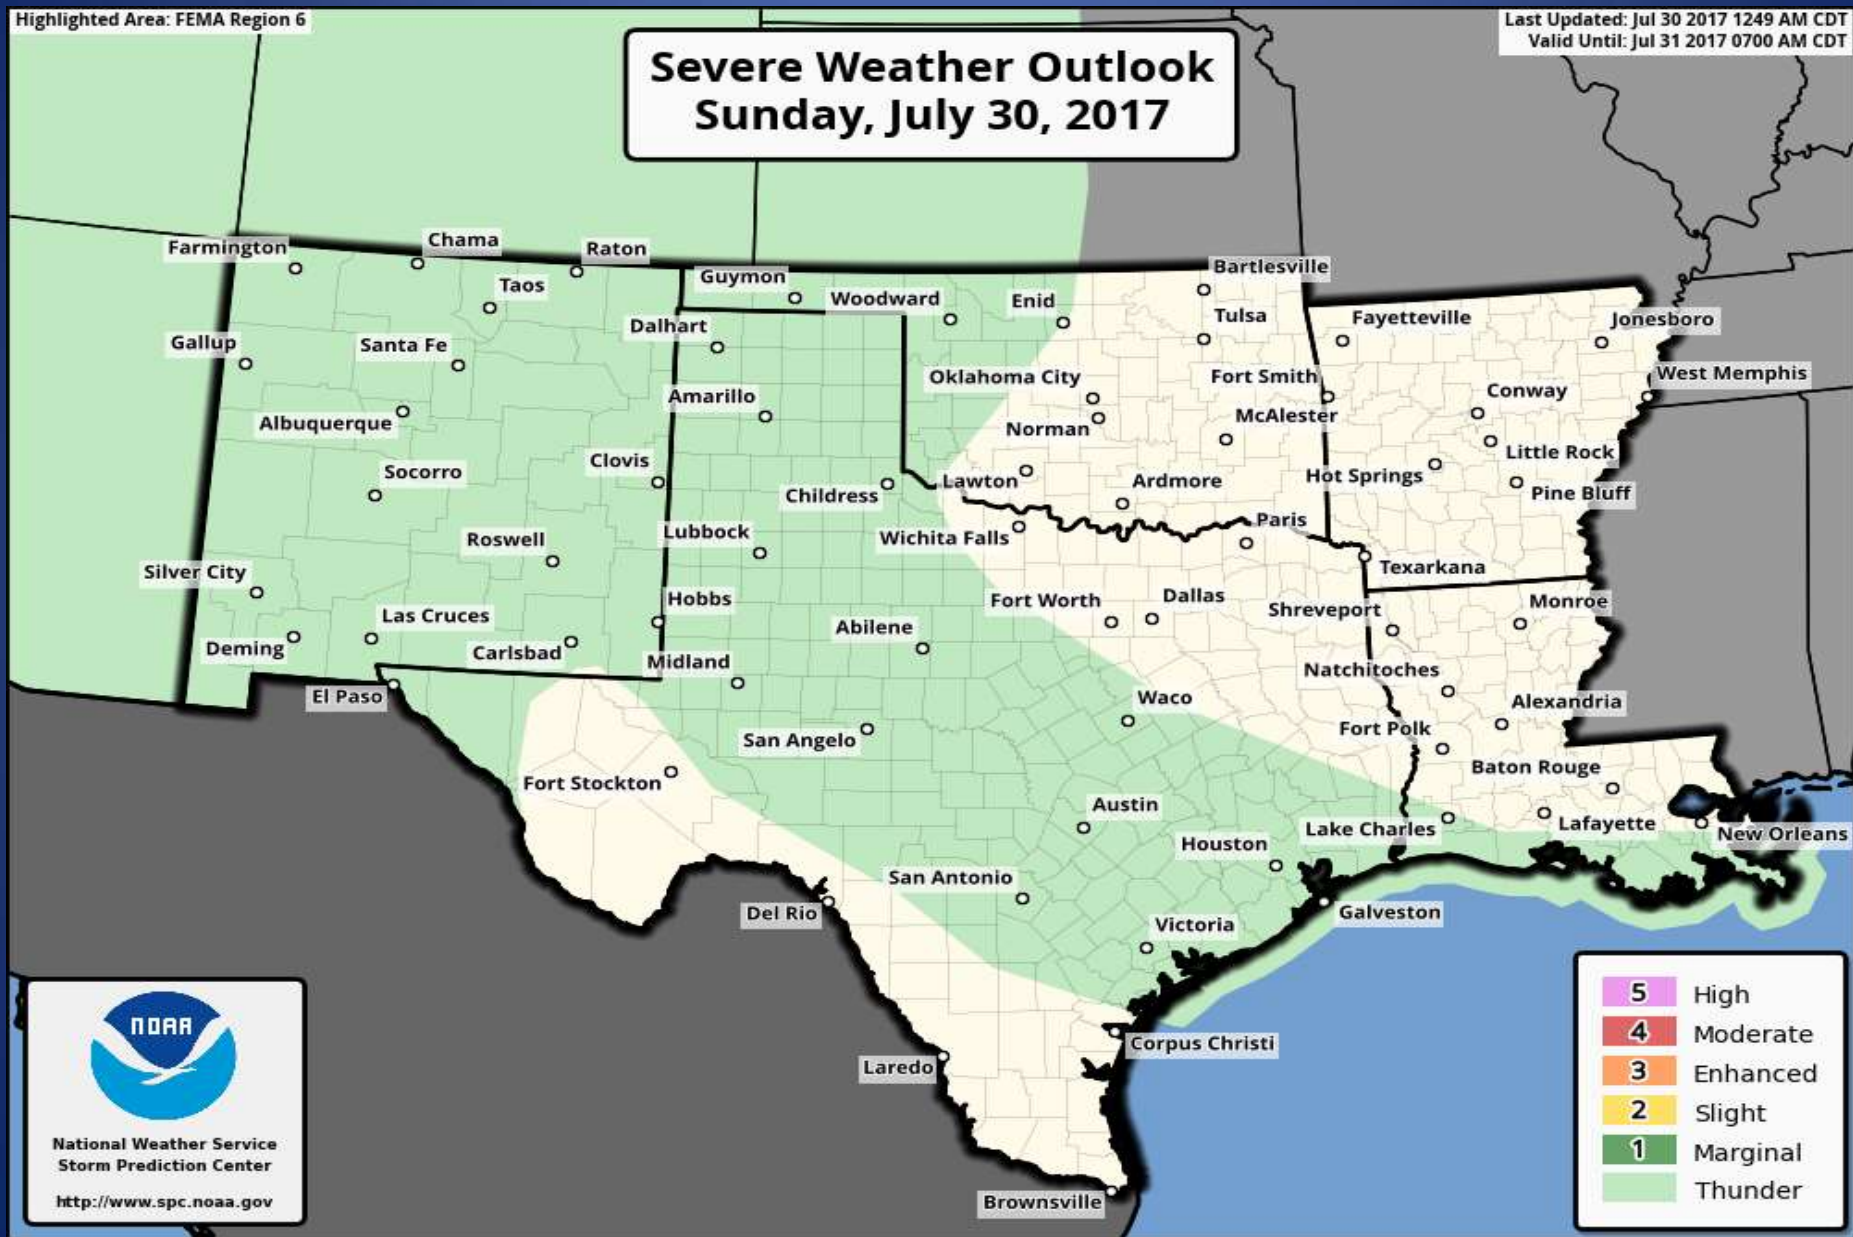 Highlighted Area: FEMA Region 6
Last Updated: Jul 30 2017 1249 AM CDT
Valid Until: Jul 31 2017 0700 AM CDT
Severe Weather Outlook
Sunday, July 30, 2017
Farmington
Chama
Raton
Taos
Guymon
Woodward
Enid
Bartlesville
Tulsa
Fayetteville
Jonesboro
Gallup
Santa Fe
Dalhart
Oklahoma City
Fort Smith
West Memphis
Albuquerque
Amarillo
Norman
McAlester
Conway
Little Rock
Socorro
Clovis
Childress
Lawton
Ardmore
Hot Springs
Pine Bluff
Roswell
Lubbock
Wichita Falls
Paris
Texarkana
Silver City
Las Cruces
Hobbs
Fort Worth
Dallas
Shreveport
Monroe
Deming
Carlsbad
Midland
Abilene
Natchitoches
El Paso
San Angelo
Waco
Fort Polk
Alexandria
Fort Stockton
Austin
Baton Rouge
Houston
Lake Charles
Lafayette
New Orleans
Del Rio
San Antonio
Victoria
Galveston
Laredo
Corpus Christi
Brownsville
NOAA
National Weather Service
Storm Prediction Center
http://www.spc.noaa.gov
5 High
4 Moderate
3 Enhanced
2 Slight
1 Marginal
Thunder